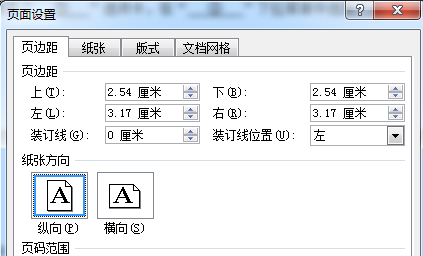 页面设置
页边距 纸张 版式 文档网格
页边距
上(T): 2.54 厘米 下(B): 2.54 厘米
左(L): 3.17 厘米 右(R): 3.17 厘米
装订线(G): 0 厘米 装订线位置(U): 左
纸张方向
A A
纵向(P) 横向(S)
页码范围